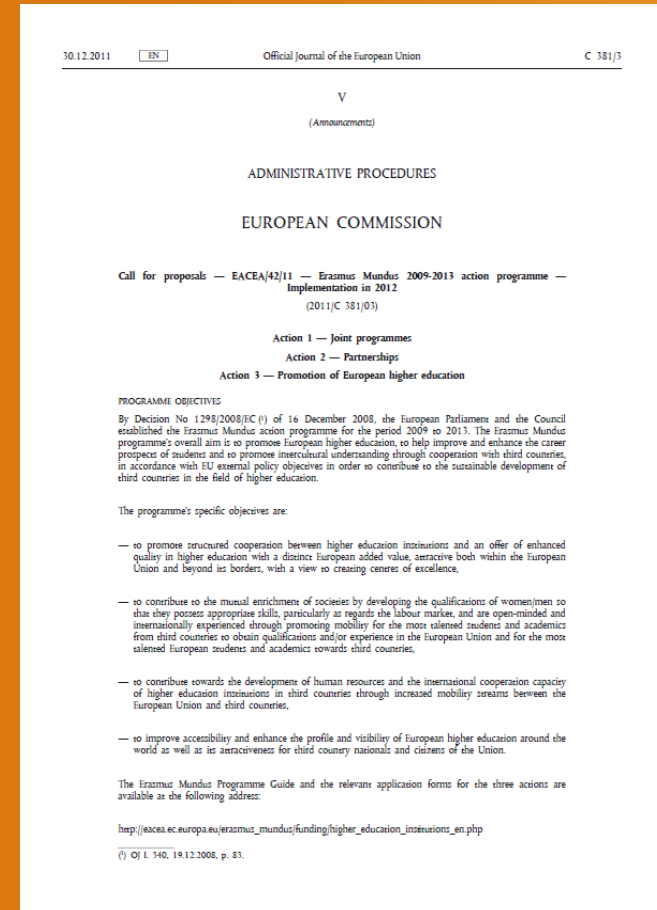 30.12.2011 EN Official Journal of the European Union C 381/3
V
(Announcements)
ADMINISTRATIVE PROCEDURES
EUROPEAN COMMISSION
Call for proposals — EACEA/42/11 — Erasmus Mundus 2009-2013 action programme —
Implementation in 2012
(2011/C 381/03)
Action 1 — Joint programmes
Action 2 — Partnerships
Action 3 — Promotion of European higher education
PROGRAMME OBJECTIVES
By Decision No 1298/2008/EC (¹) of 16 December 2008, the European Parliament and the Council
established the Erasmus Mundus action programme for the period 2009 to 2013. The Erasmus Mundus
programme's overall aim is to promote European higher education, to help improve and enhance the career
prospects of students and to promote intercultural understanding through cooperation with third countries,
in accordance with EU external policy objectives in order to contribute to the sustainable development of
third countries in the field of higher education.
The programme's specific objectives are:
— to promote structured cooperation between higher education institutions and an offer of enhanced
quality in higher education with a distinct European added value, attractive both within the European
Union and beyond its borders, with a view to creating centres of excellence,
— to contribute to the mutual enrichment of societies by developing the qualifications of women/men so
that they possess appropriate skills, particularly as regards the labour market, and are open-minded and
internationally experienced through promoting mobility for the most talented students and academics
from third countries to obtain qualifications and/or experience in the European Union and for the most
talented European students and academics towards third countries,
— to contribute towards the development of human resources and the international cooperation capacity
of higher education institutions in third countries through increased mobility streams between the
European Union and third countries,
— to improve accessibility and enhance the profile and visibility of European higher education around the
world as well as its attractiveness for third country nationals and citizens of the Union.
The Erasmus Mundus Programme Guide and the relevant application forms for the three actions are
available at the following address:
http://eacea.ec.europa.eu/erasmus_mundus/funding/higher_education_institutions_en.php
(¹) OJ L 340, 19.12.2008, p. 83.